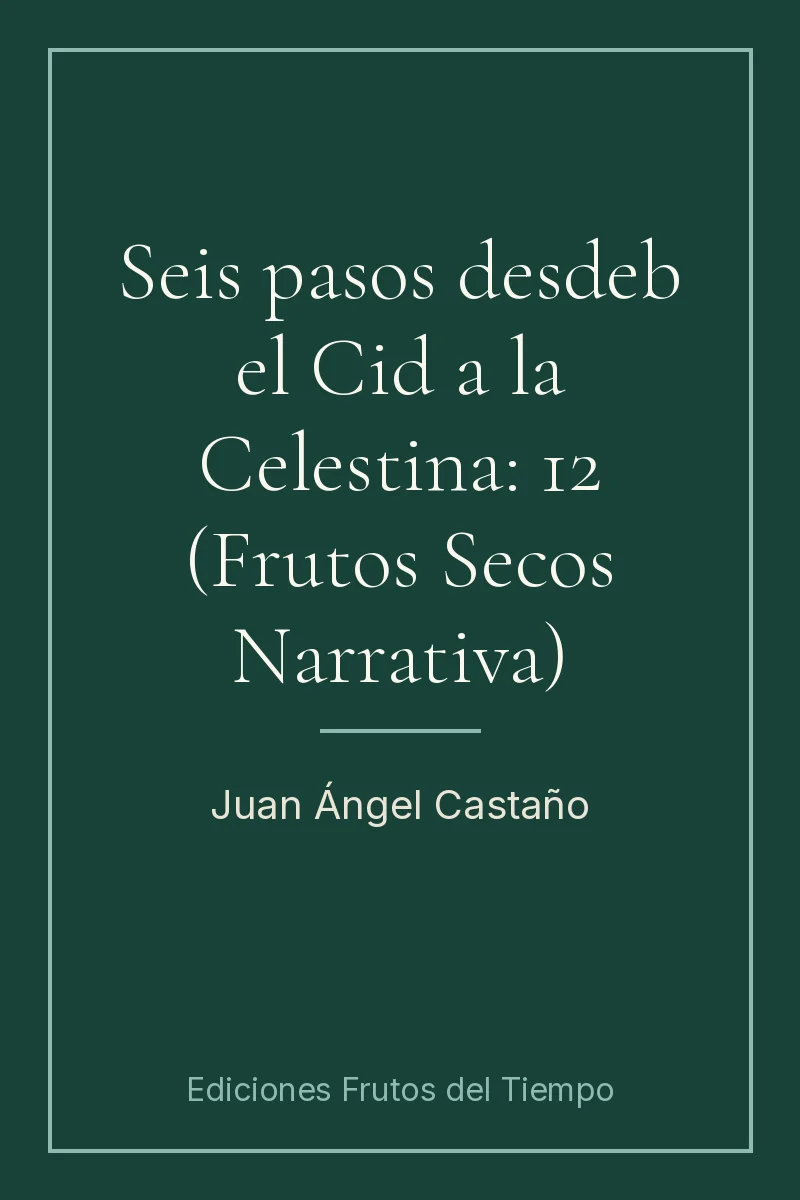 Seis pasos desdeb
el Cid a la
Celestina: 12
(Frutos Secos
Narrativa)
Juan Ángel Castaño
Ediciones Frutos del Tiempo